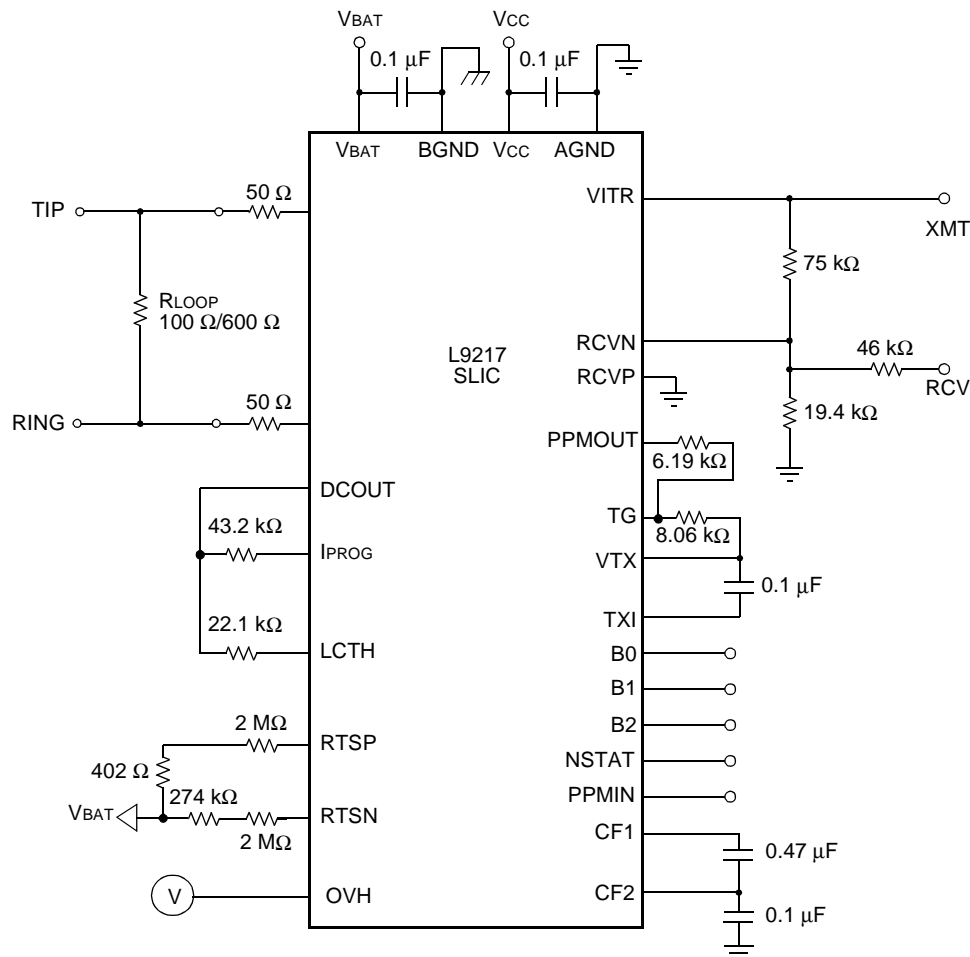 VBAT
VCC
0.1 μF
0.1 μF
VBAT
BGND
VCC
AGND
TIP
50 Ω
VITR
XMT
75 kΩ
RLOOP
100 Ω/600 Ω
L9217
SLIC
RCVN
46 kΩ
RCV
RCVP
RING
50 Ω
19.4 kΩ
PPMOUT
6.19 kΩ
DCOUT
TG
8.06 kΩ
43.2 kΩ
IPROG
VTX
0.1 μF
TXI
22.1 kΩ
LCTH
B0
B1
B2
2 MΩ
RTSP
NSTAT
402 Ω
274 kΩ
PPMIN
VBAT
RTSN
2 MΩ
CF1
0.47 μF
V
OVH
CF2
0.1 μF